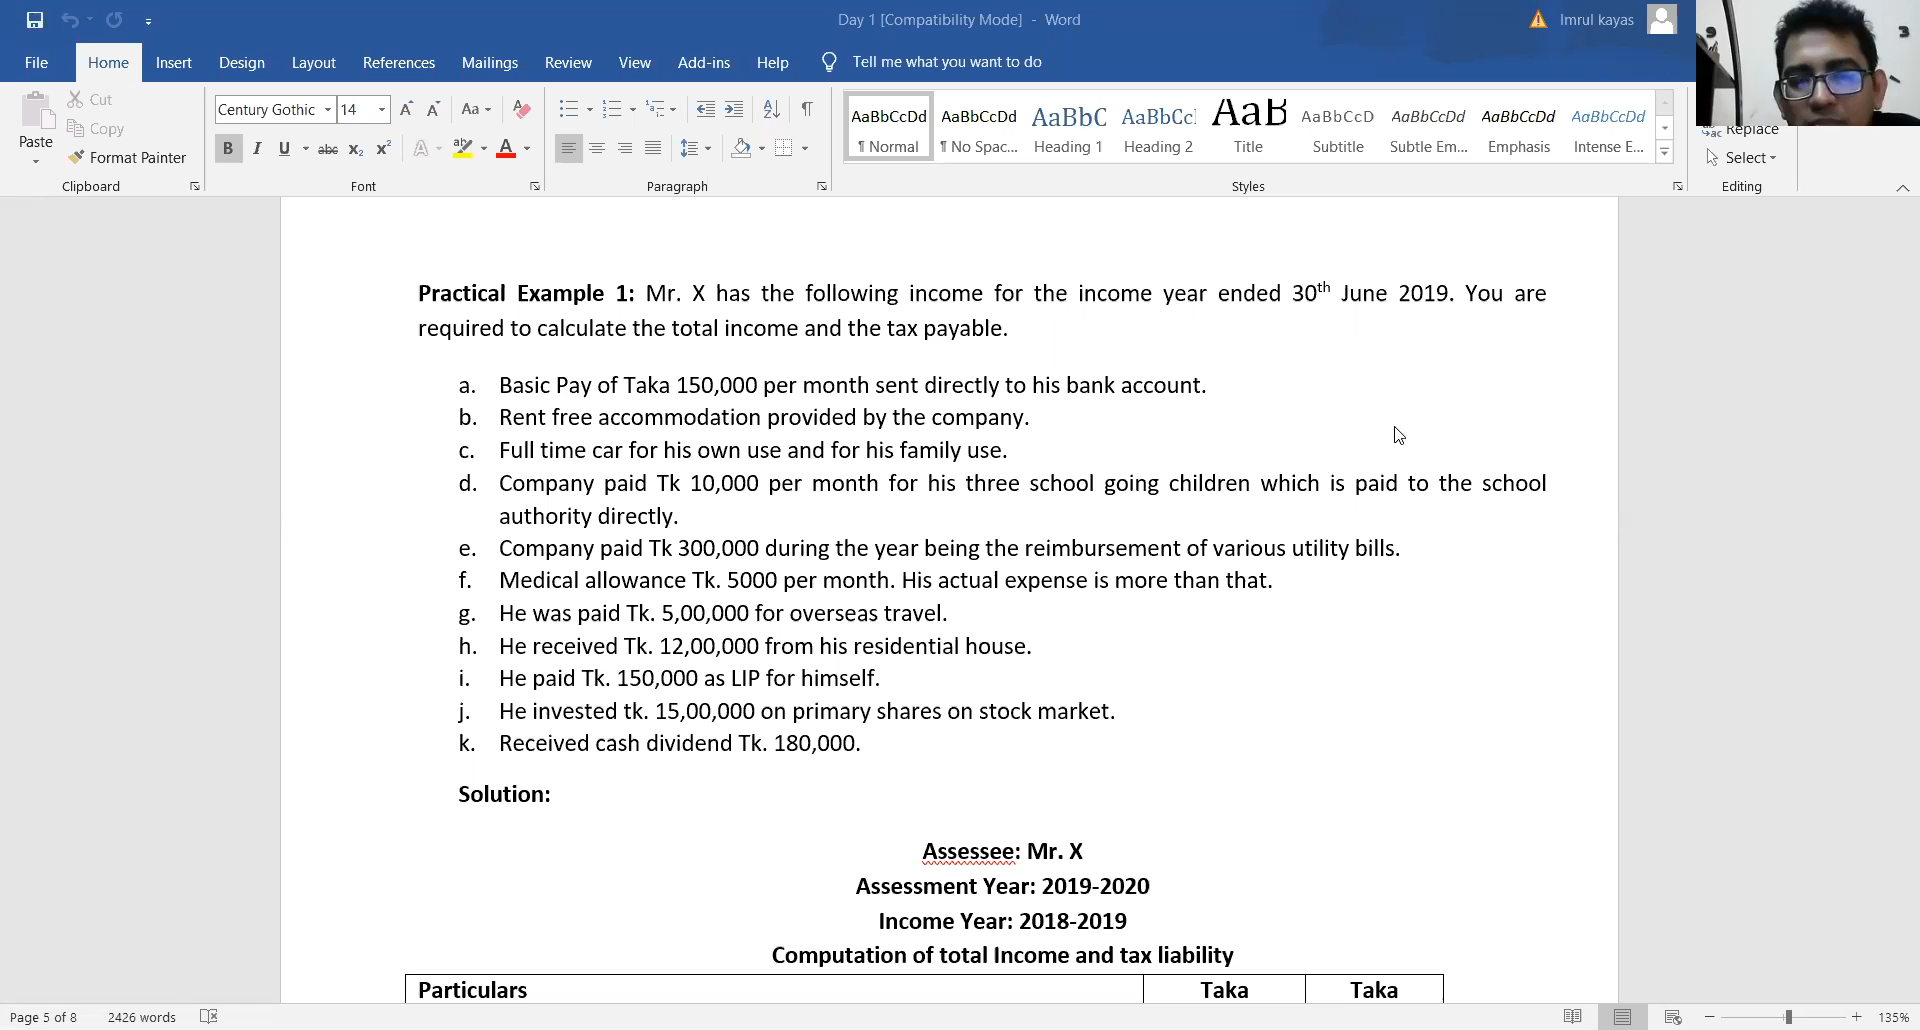 Day 1 [Compatibility Mode] - Word
Imrul kayas
File Home Insert Design Layout References Mailings Review View Add-ins Help Tell me what you want to do
Paste
Cut
Copy
Format Painter
Clipboard
Century Gothic 14
Font
Paragraph
AaBbCcDd AaBbCcDd AaBbC AaBbCcl AaB AaBbCcD AaBbCcDd AaBbCcDd AaBbCcDd
¶ Normal ¶ No Spac... Heading 1 Heading 2 Title Subtitle Subtle Em... Emphasis Intense E...
Styles
Replace
Select
Editing
Practical Example 1: Mr. X has the following income for the income year ended 30th June 2019. You are
required to calculate the total income and the tax payable.
a. Basic Pay of Taka 150,000 per month sent directly to his bank account.
b. Rent free accommodation provided by the company.
c. Full time car for his own use and for his family use.
d. Company paid Tk 10,000 per month for his three school going children which is paid to the school
authority directly.
e. Company paid Tk 300,000 during the year being the reimbursement of various utility bills.
f. Medical allowance Tk. 5000 per month. His actual expense is more than that.
g. He was paid Tk. 5,00,000 for overseas travel.
h. He received Tk. 12,00,000 from his residential house.
i. He paid Tk. 150,000 as LIP for himself.
j. He invested tk. 15,00,000 on primary shares on stock market.
k. Received cash dividend Tk. 180,000.
Solution:
Assessee: Mr. X
Assessment Year: 2019-2020
Income Year: 2018-2019
Computation of total Income and tax liability
Particulars Taka Taka
Page 5 of 8 2426 words 135%